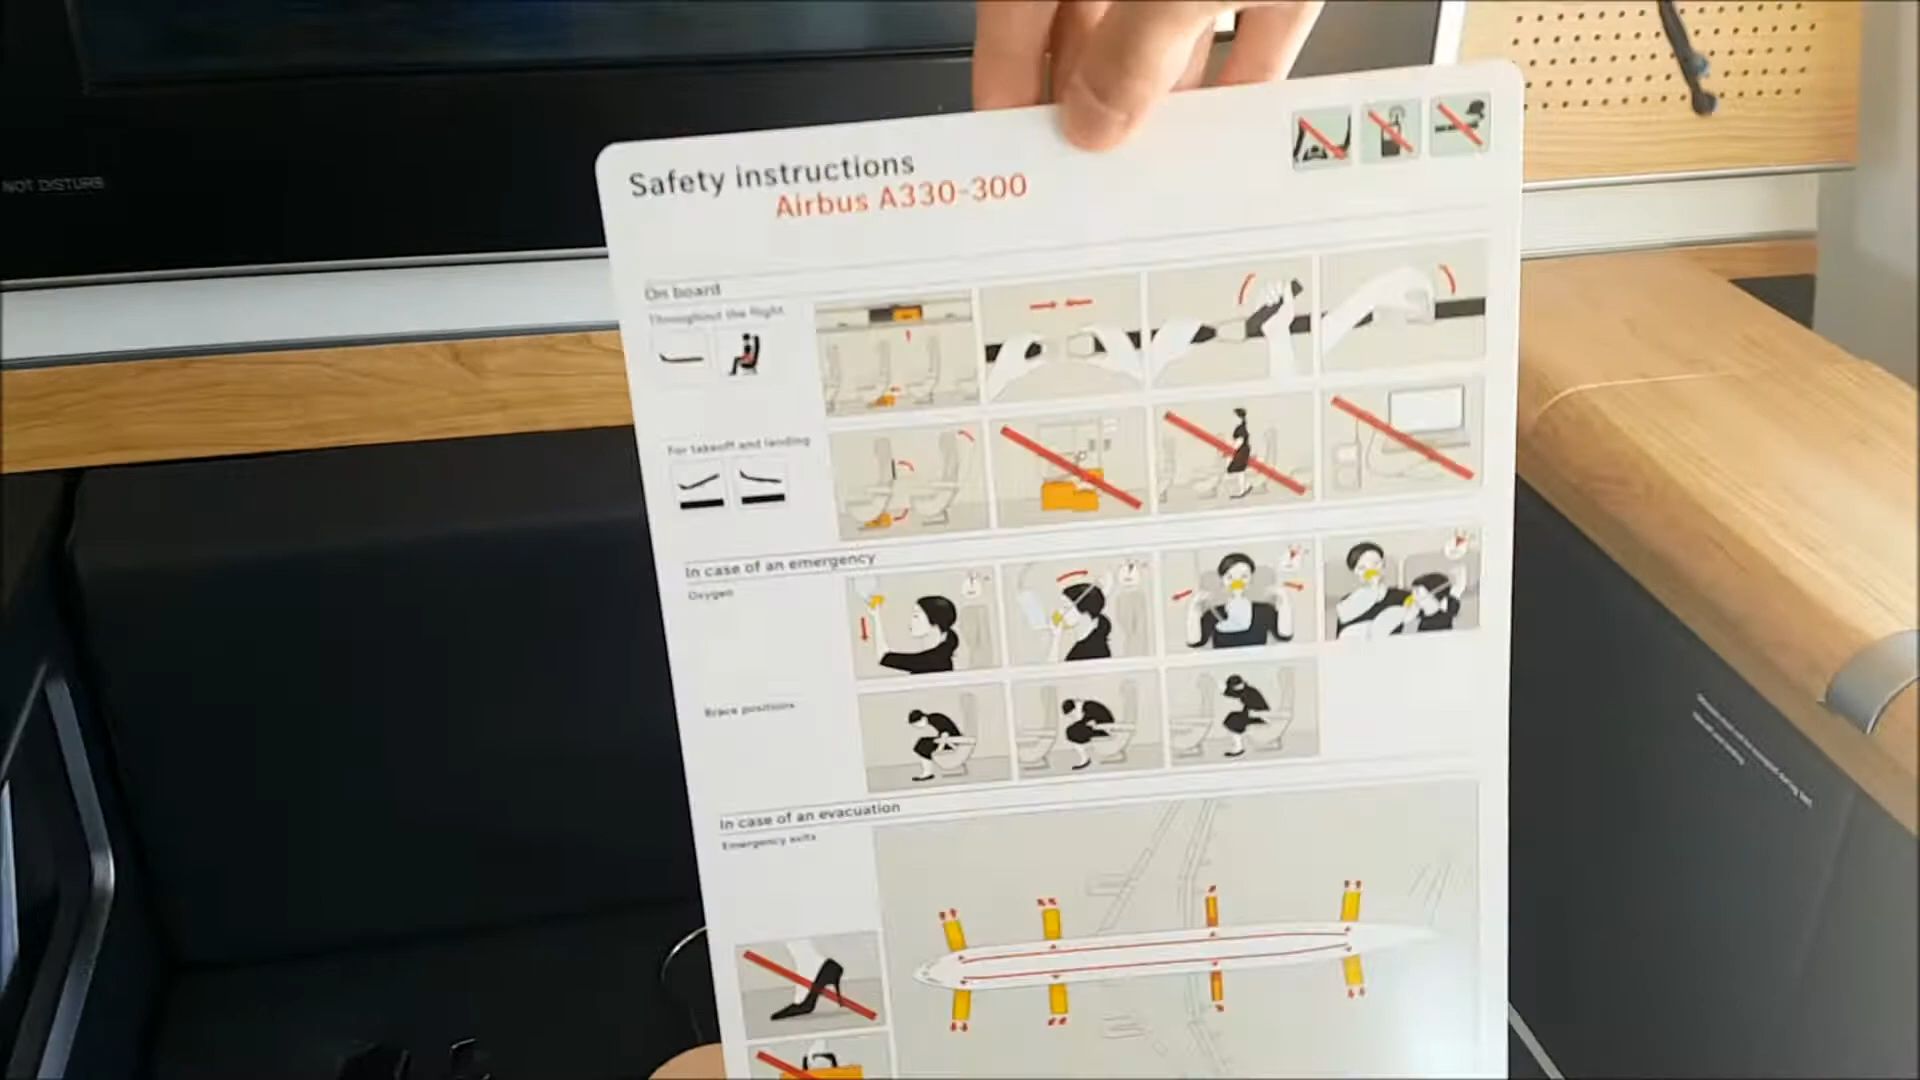 NOT DISTURB
Safety instructions
Airbus A330-300
On board
Throughout the flight
For takeoff and landing
In case of an emergency
Oxygen
Brace positions
In case of an evacuation
Emergency exits